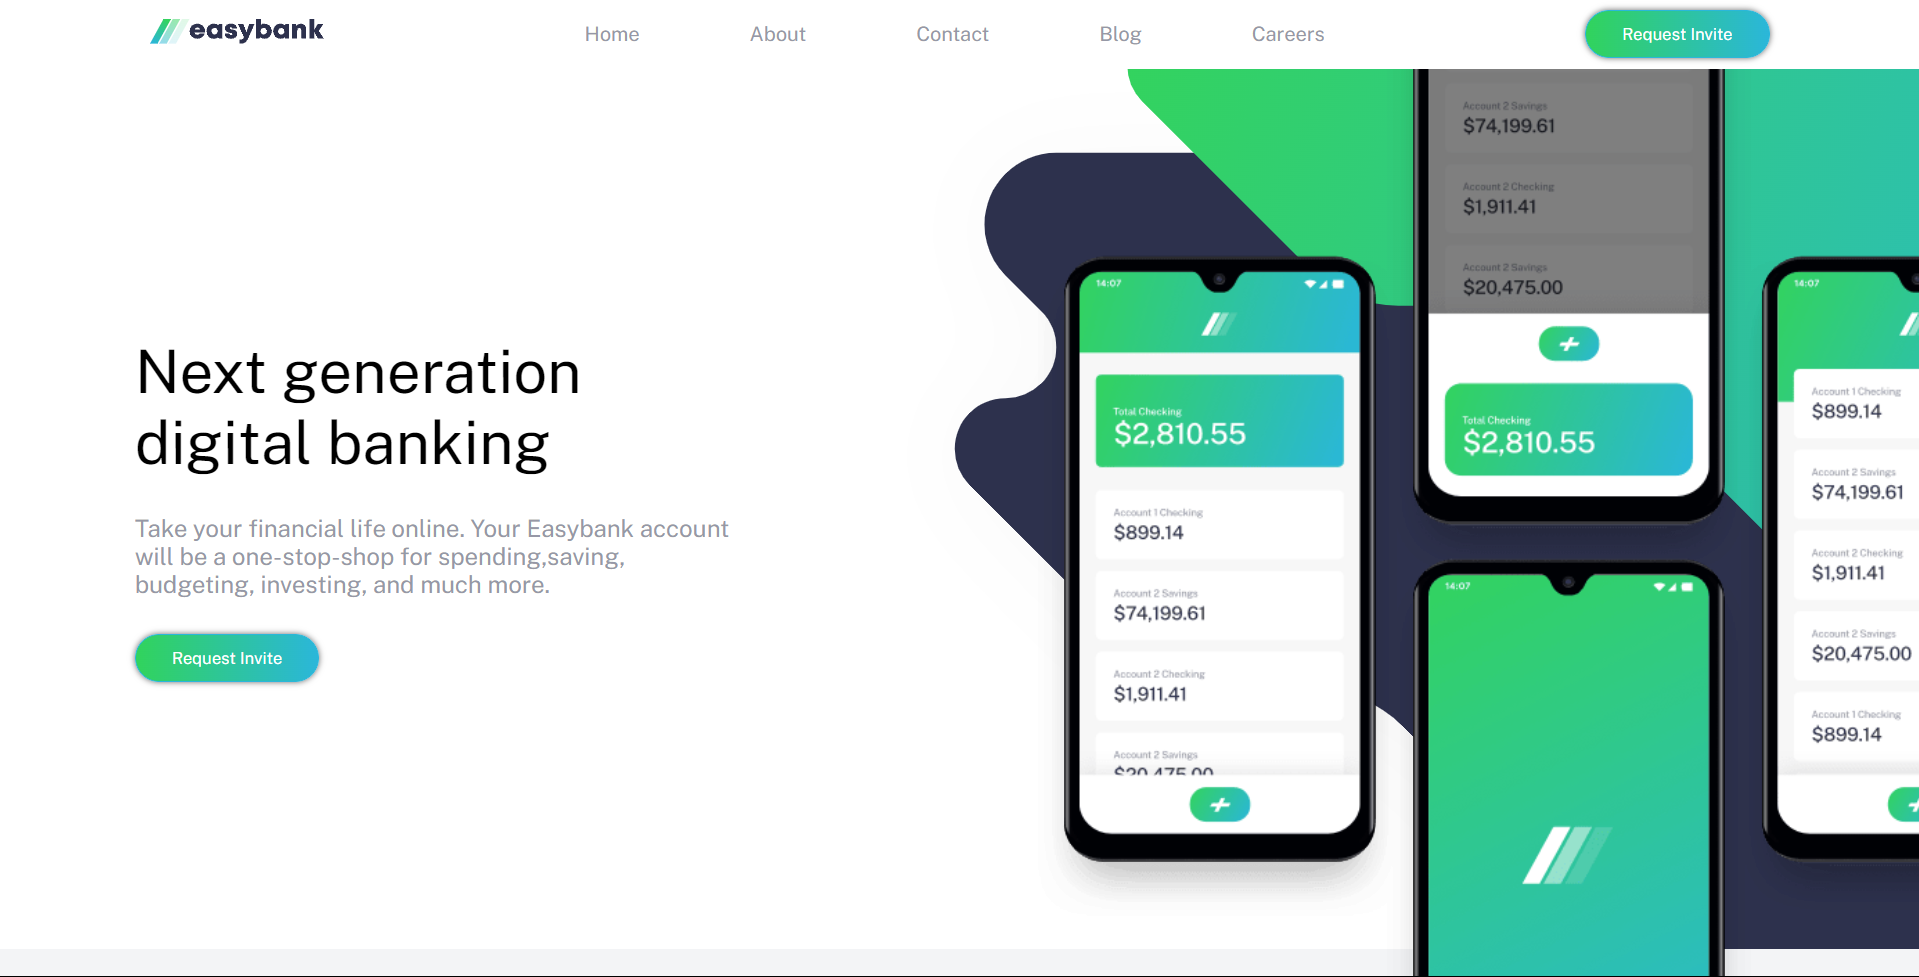 easybank
Home
About
Contact
Blog
Careers
Request Invite
Next generation
digital banking
Take your financial life online. Your Easybank account
will be a one-stop-shop for spending,saving,
budgeting, investing, and much more.
Request Invite
14:07
Total Checking
$2,810.55
Account 1 Checking
$899.14
Account 2 Savings
$74,199.61
Account 2 Checking
$1,911.41
Account 2 Savings
$20,475.00
Account 2 Savings
$74,199.61
Account 2 Checking
$1,911.41
Account 2 Savings
$20,475.00
Total Checking
$2,810.55
14:07
14:07
Account 1 Checking
$899.14
Account 2 Savings
$74,199.61
Account 2 Checking
$1,911.41
Account 2 Savings
$20,475.00
Account 1 Checking
$899.14